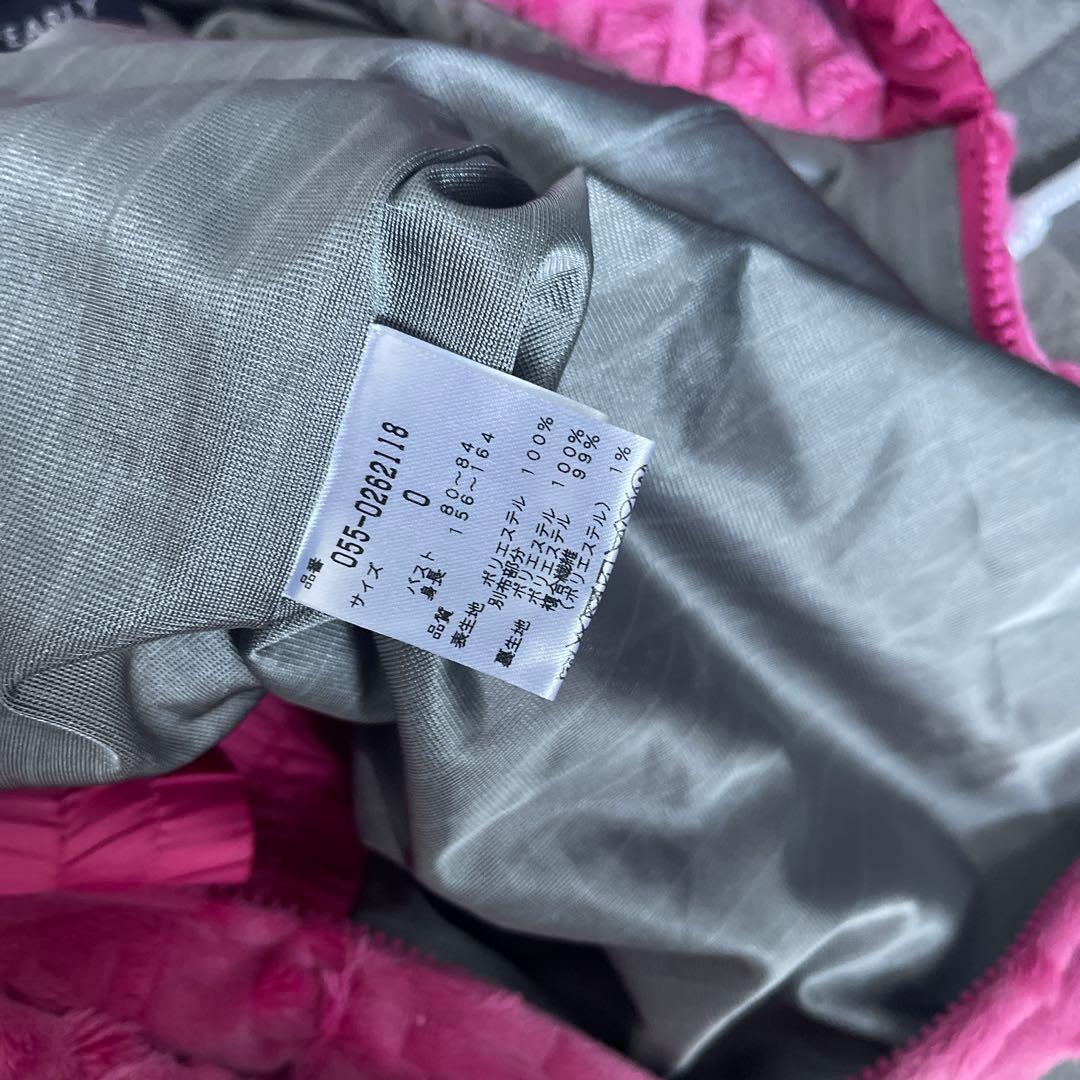 品番
055-0262118
サイズ 0
バスト 80~84
身長 156~164
品質
表生地 ポリエステル 100%
別布部分
ポリエステル 100%
裏生地 ポリエステル 99%
複合繊維
(ポリエステル) 1%